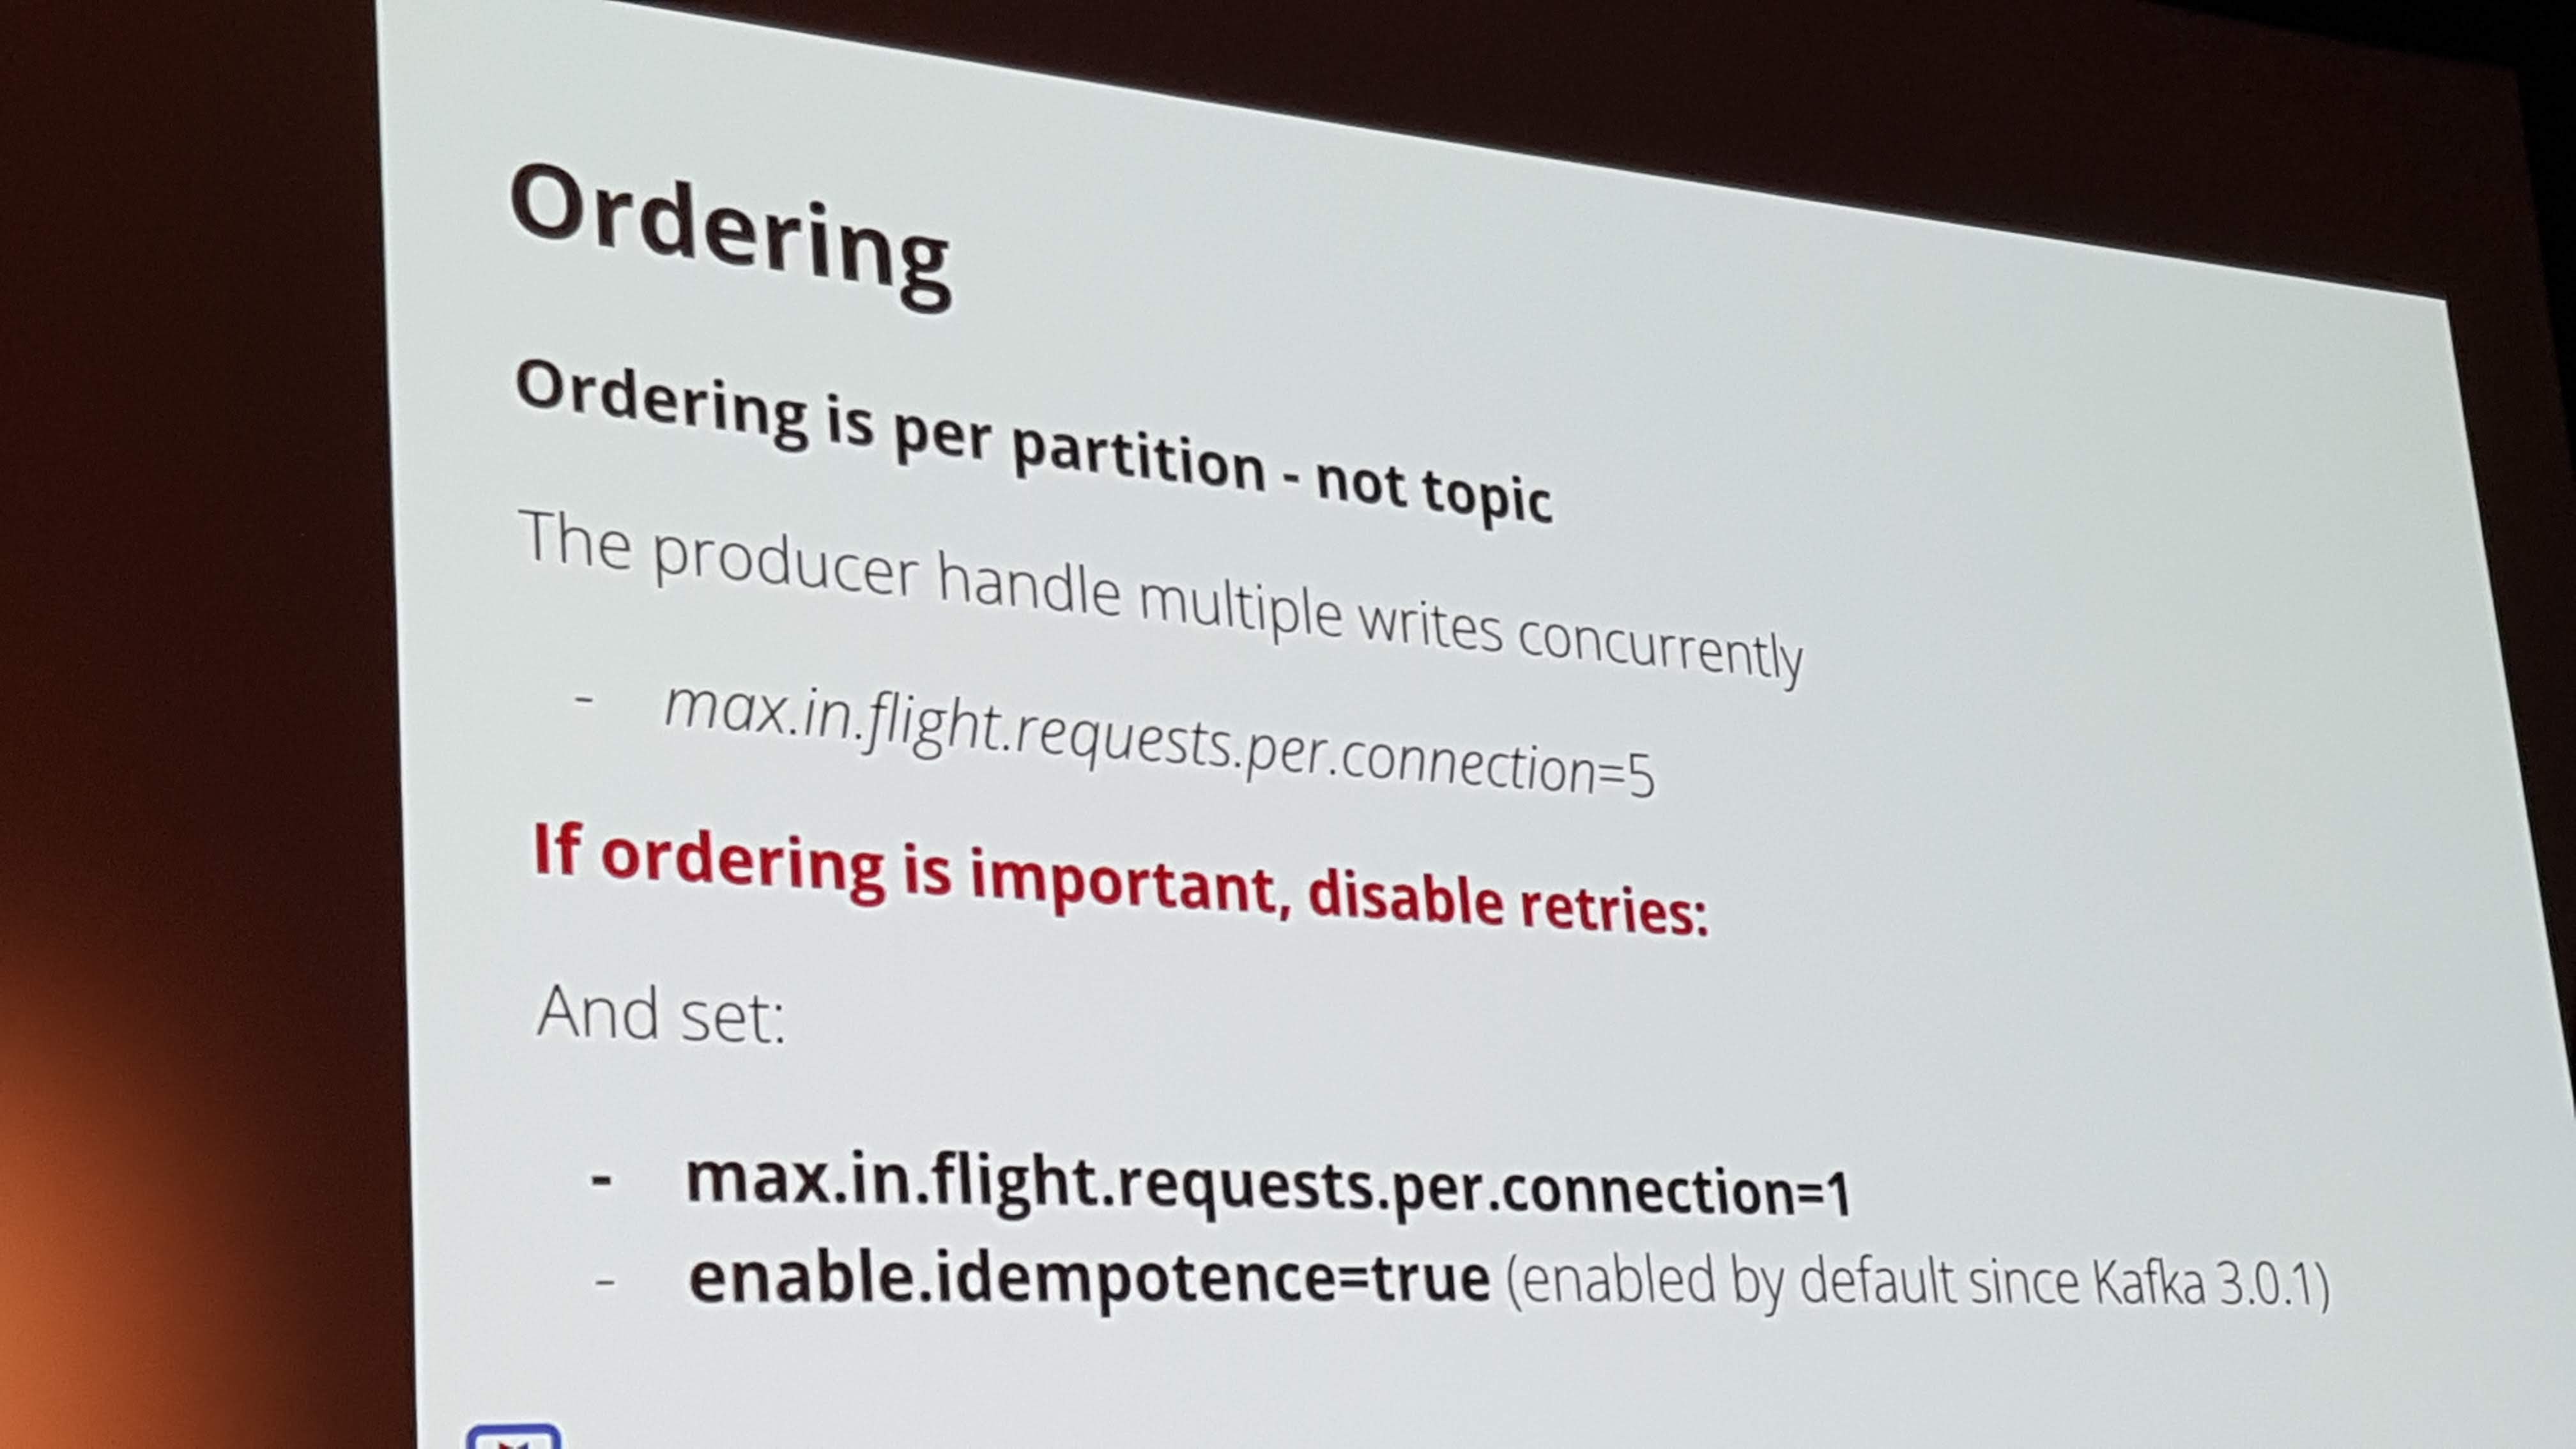 Ordering
Ordering is per partition - not topic
The producer handle multiple writes concurrently
- max.in.flight.requests.per.connection=5
If ordering is important, disable retries:
And set:
- max.in.flight.requests.per.connection=1
- enable.idempotence=true (enabled by default since Kafka 3.0.1)